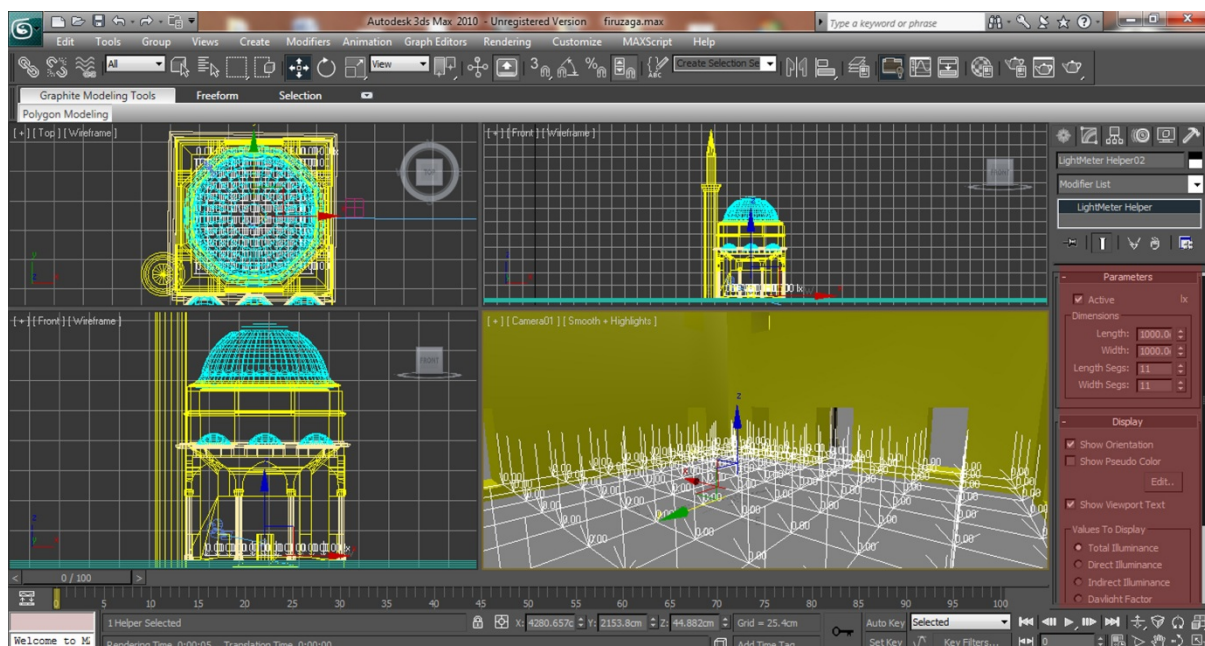 Autodesk 3ds Max 2010 - Unregistered Version firuzaga.max
Type a keyword or phrase
Edit Tools Group Views Create Modifiers Animation Graph Editors Rendering Customize MAXScript Help
All View Create Selection Se
Graphite Modeling Tools Freeform Selection
Polygon Modeling
[ + ] [ Top ] [ Wireframe ]
TOP
[ + ] [ Front ] [ Wireframe ]
[ + ] [ Front ] [ Wireframe ]
FRONT
[ + ] [ Camera01 ] [ Smooth + Highlights ]
LightMeter Helper02
Modifier List
LightMeter Helper
Parameters
Active lx
Dimensions
Length: 1000.0
Width: 1000.0
Length Segs: 11
Width Segs: 11
Display
Show Orientation
Show Pseudo Color
Edit..
Show Viewport Text
Values To Display
Total Illuminance
Direct Illuminance
Indirect Illuminance
Daylight Factor
0 / 100
0 5 10 15 20 25 30 35 40 45 50 55 60 65 70 75 80 85 90 95 100
1 Helper Selected X: 4280.657c Y: 2153.8cm Z: 44.882cm Grid = 25.4cm Auto Key Selected
Welcome to M Rendering Time 0:00:05 Translation Time 0:00:00 Add Time Tag Set Key Key Filters... 0